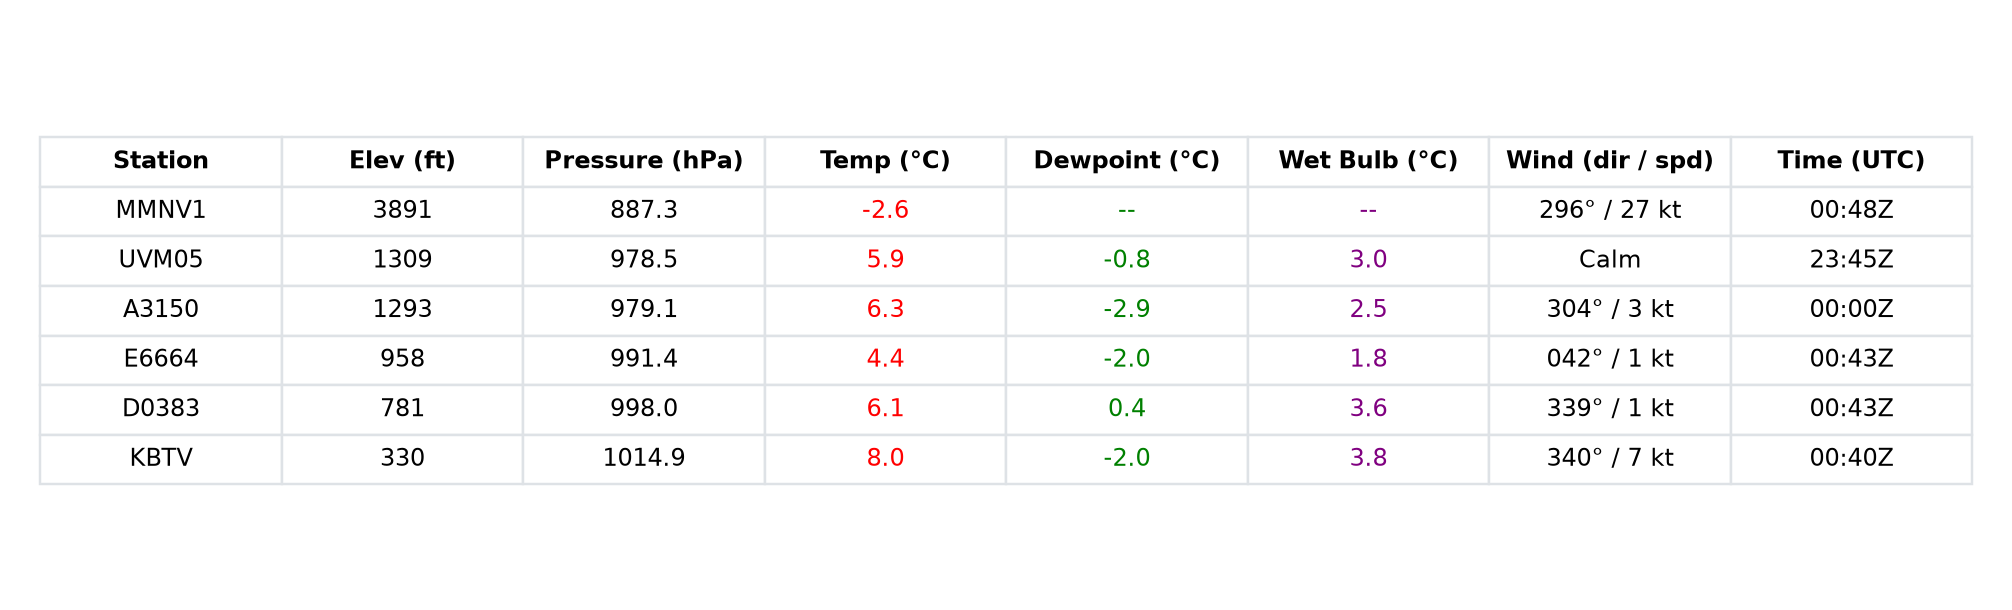 Station Elev (ft) Pressure (hPa) Temp (°C) Dewpoint (°C) Wet Bulb (°C) Wind (dir / spd) Time (UTC)
MMNV1 3891 887.3 -2.6 -- -- 296° / 27 kt 00:48Z
UVM05 1309 978.5 5.9 -0.8 3.0 Calm 23:45Z
A3150 1293 979.1 6.3 -2.9 2.5 304° / 3 kt 00:00Z
E6664 958 991.4 4.4 -2.0 1.8 042° / 1 kt 00:43Z
D0383 781 998.0 6.1 0.4 3.6 339° / 1 kt 00:43Z
KBTV 330 1014.9 8.0 -2.0 3.8 340° / 7 kt 00:40Z